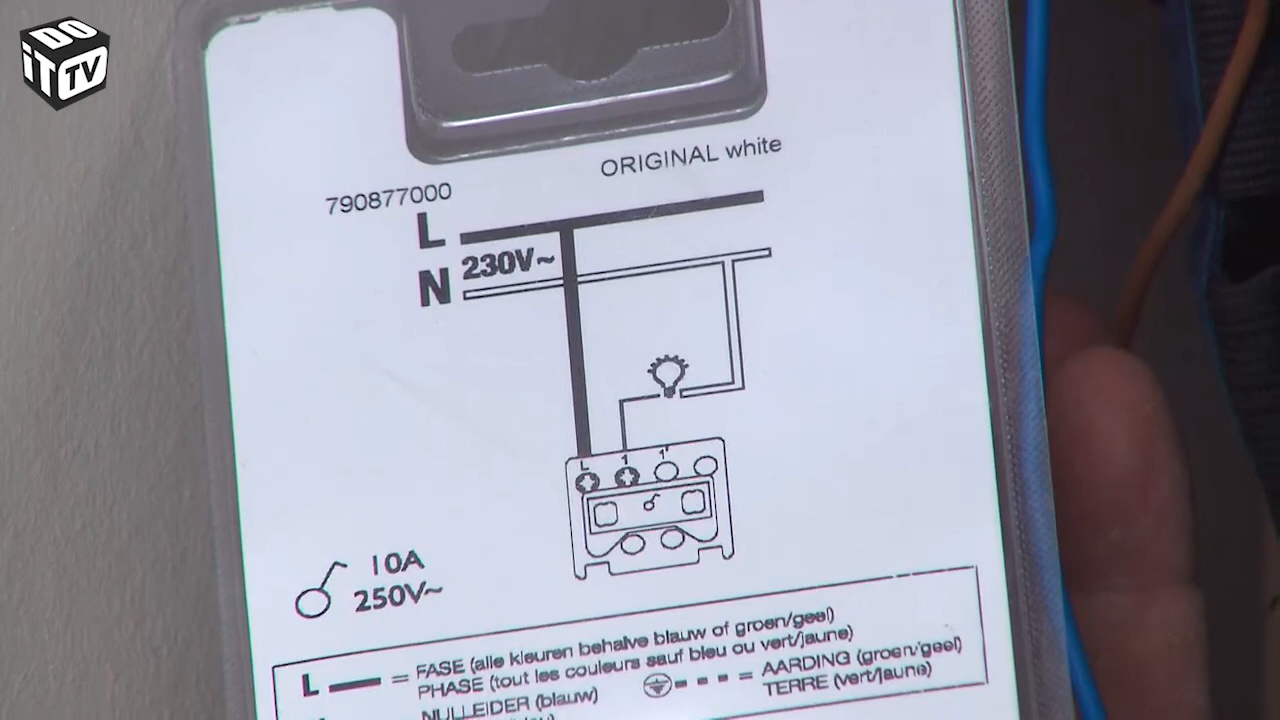 DO
iT TV
ORIGINAL white
790877000
L
230V~
N
L 1 1'
10A
250V~
L = FASE (alle kleuren behalve blauw of groen/geel)
PHASE (tout les couleurs sauf bleu ou vert/jaune)
= AARDING (groen/geel)
TERRE (vert/jaune)
NULLEIDER (blauw)